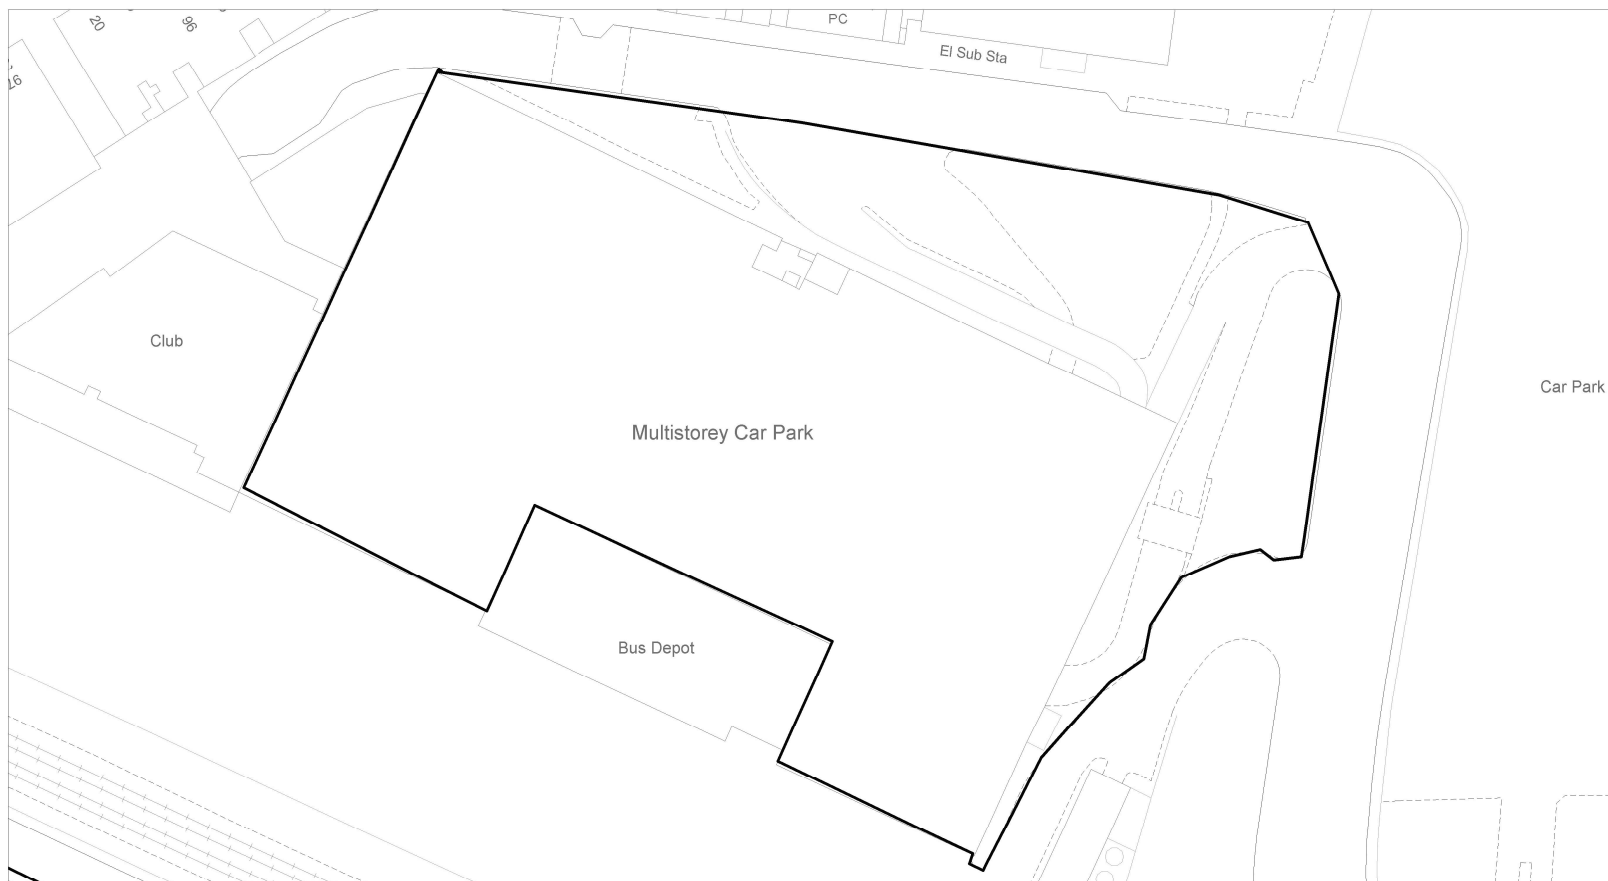 20
96
PC
El Sub Sta
Club
Multistorey Car Park
Car Park
Bus Depot